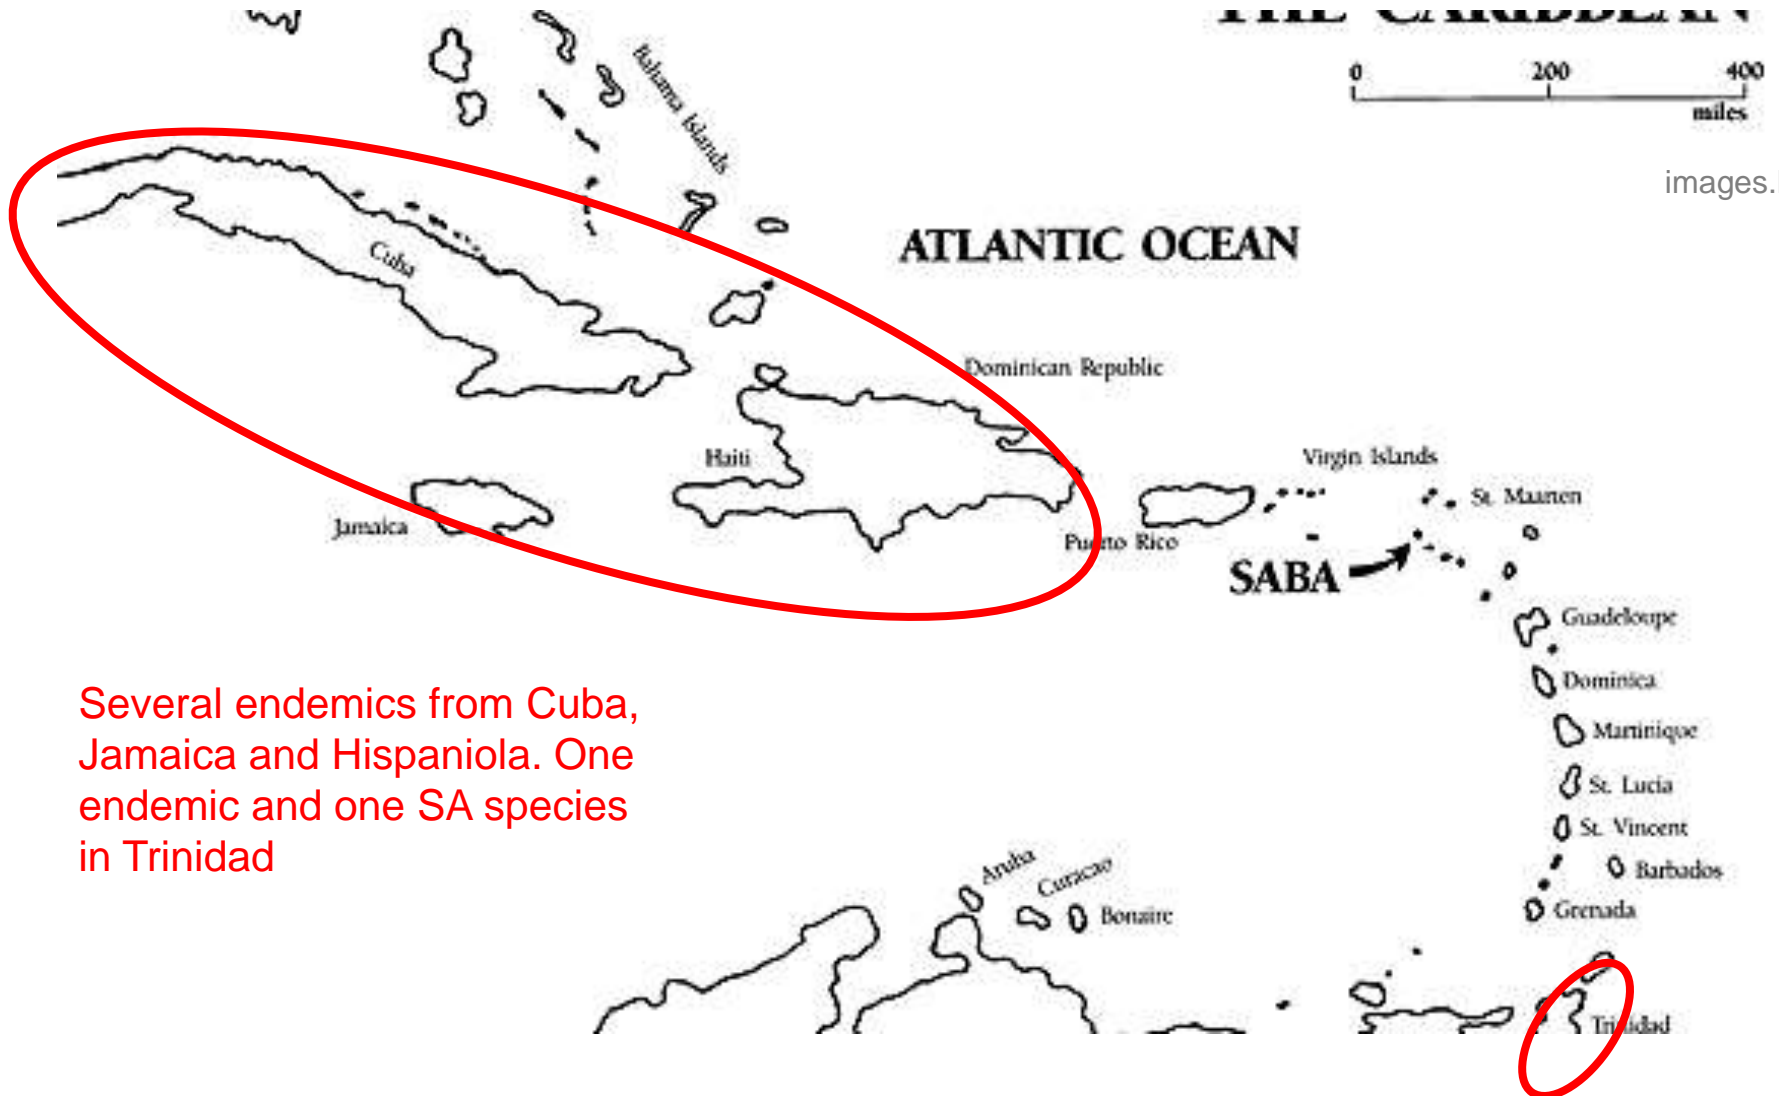 THE CARIBBEAN
0 200 400
miles
images.
Bahama Islands
ATLANTIC OCEAN
Cuba
Dominican Republic
Haiti
Virgin Islands
St. Maarten
Jamaica
Puerto Rico
SABA
Guadeloupe
Dominica
Martinique
St. Lucia
St. Vincent
Barbados
Grenada
Several endemics from Cuba,
Jamaica and Hispaniola. One
endemic and one SA species
in Trinidad
Aruba
Curacao
Bonaire
Trinidad